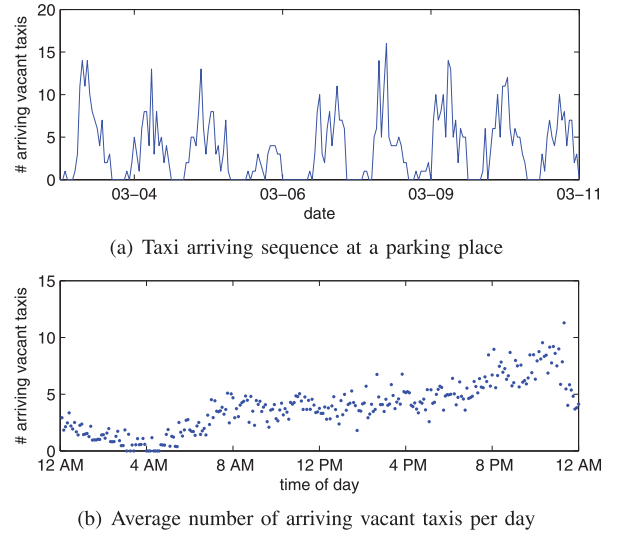 20
15
10
5
0
# arriving vacant taxis
03–04 03–06 03–09 03–11
date
(a) Taxi arriving sequence at a parking place
15
10
5
0
# arriving vacant taxis
12 AM 4 AM 8 AM 12 PM 4 PM 8 PM 12 AM
time of day
(b) Average number of arriving vacant taxis per day